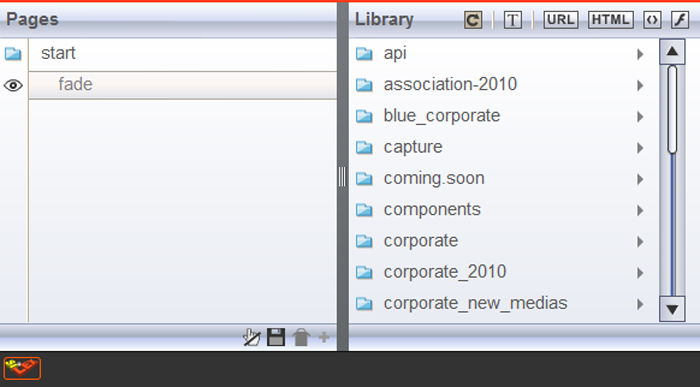 Pages
start
fade
Library
T
URL
HTML
api
association-2010
blue_corporate
capture
coming.soon
components
corporate
corporate_2010
corporate_new_medias